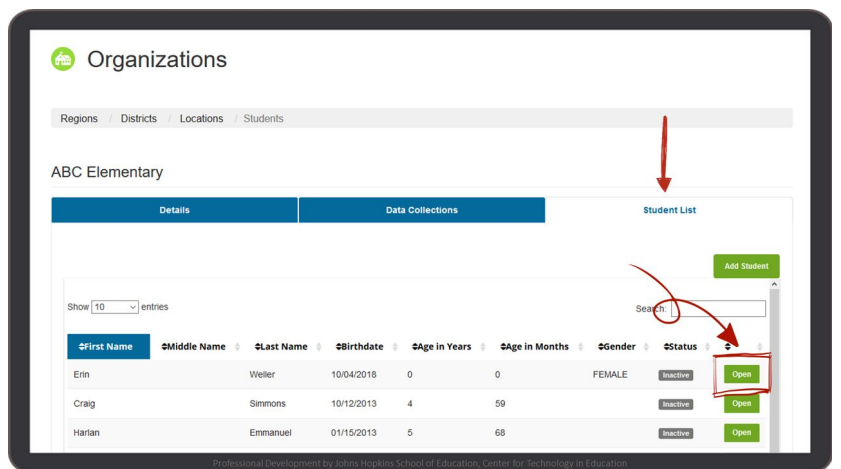 Organizations
Regions / Districts / Locations / Students
ABC Elementary
Details Data Collections Student List
Add Student
Show 10 entries Search:
First Name Middle Name Last Name Birthdate Age in Years Age in Months Gender Status
Erin Weller 10/04/2018 0 0 FEMALE Inactive Open
Craig Simmons 10/12/2013 4 59 Inactive Open
Harlan Emmanuel 01/15/2013 5 68 Inactive Open
Professional Development by Johns Hopkins School of Education, Center for Technology in Education